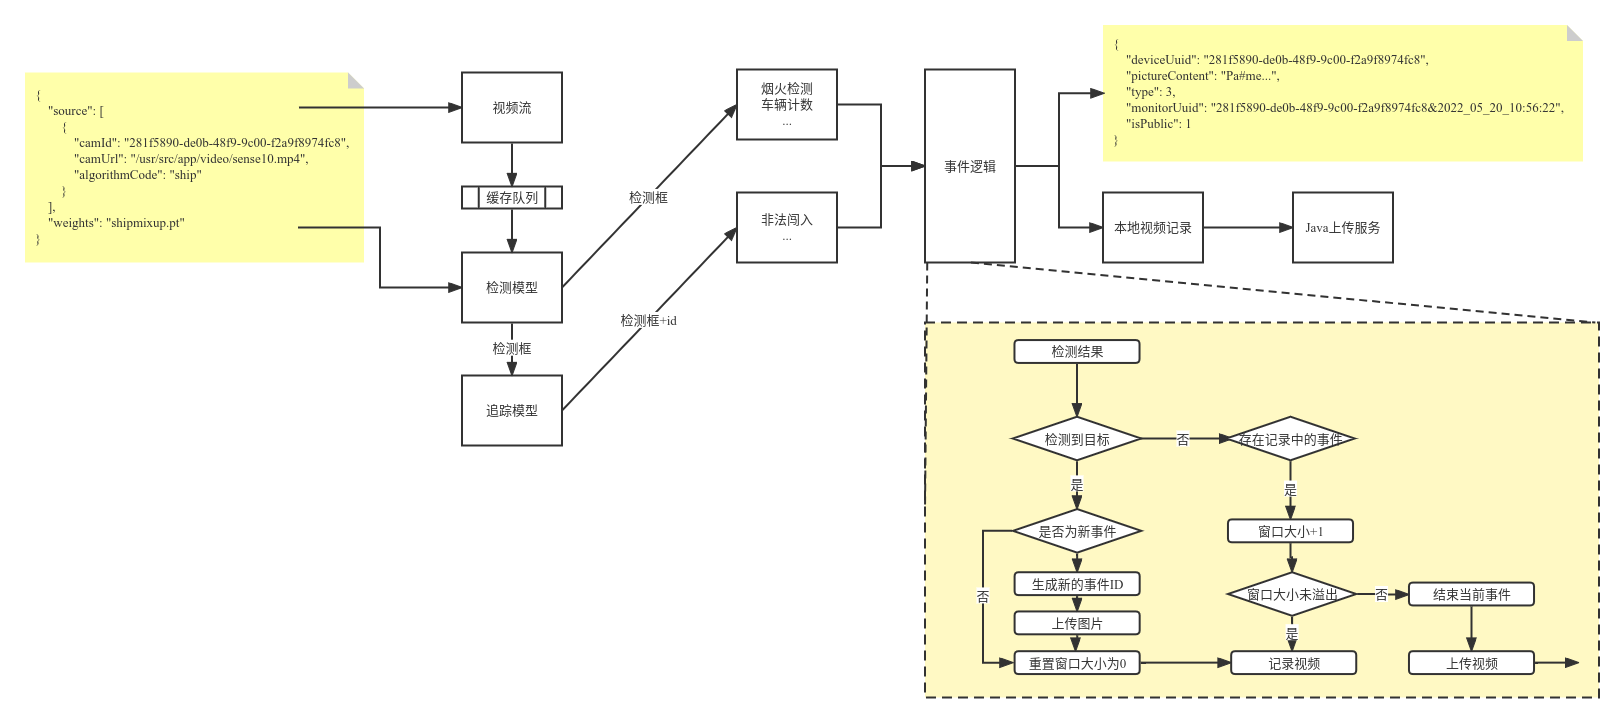 {
"source": [
{
"camId": "281f5890-de0b-48f9-9c00-f2a9f8974fc8",
"camUrl": "/usr/src/app/video/sense10.mp4",
"algorithmCode": "ship"
}
],
"weights": "shipmixup.pt"
}
视频流
缓存队列
检测模型
检测框
追踪模型
检测框
检测框+id
烟火检测
车辆计数
...
非法闯入
...
事件逻辑
{
"deviceUuid": "281f5890-de0b-48f9-9c00-f2a9f8974fc8",
"pictureContent": "Pa#me...",
"type": 3,
"monitorUuid": "281f5890-de0b-48f9-9c00-f2a9f8974fc8&2022_05_20_10:56:22",
"isPublic": 1
}
本地视频记录
Java上传服务
检测结果
检测到目标
否
存在记录中的事件
是
是
是否为新事件
窗口大小+1
否
生成新的事件ID
窗口大小未溢出
否
结束当前事件
上传图片
是
重置窗口大小为0
记录视频
上传视频